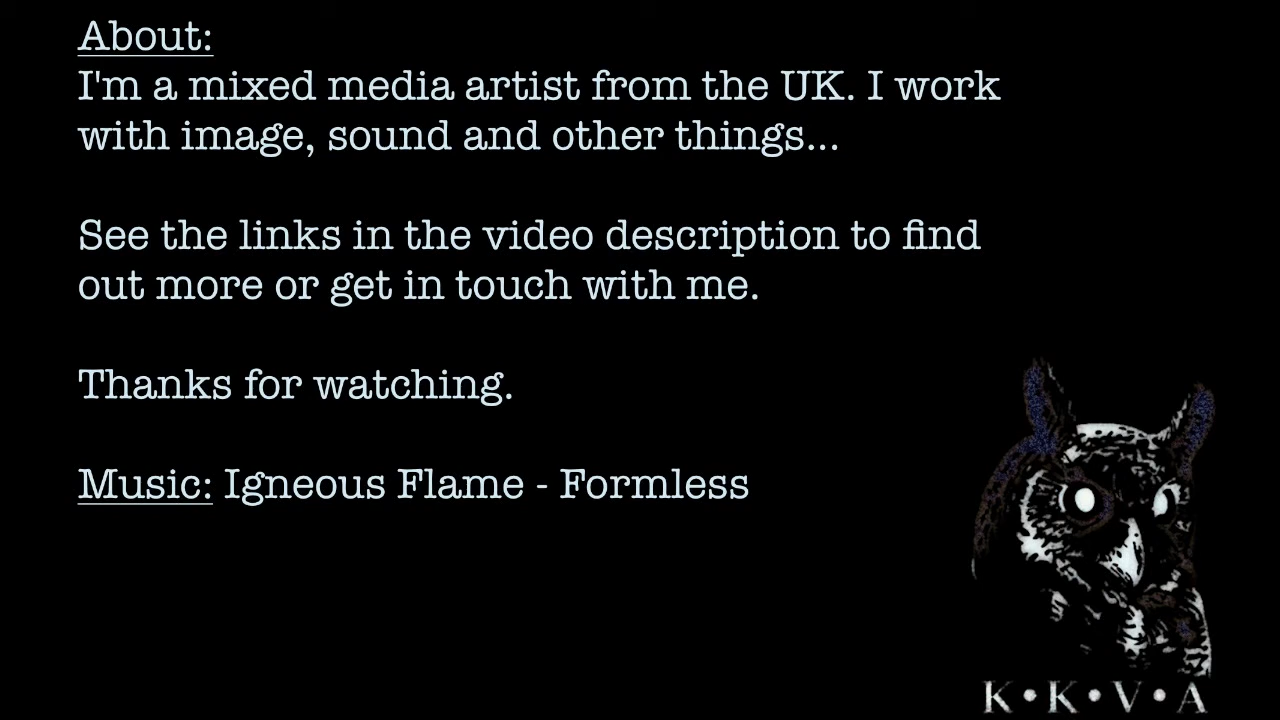 About:
I'm a mixed media artist from the UK. I work
with image, sound and other things...
See the links in the video description to find
out more or get in touch with me.
Thanks for watching.
Music: Igneous Flame - Formless
K•K•V•A